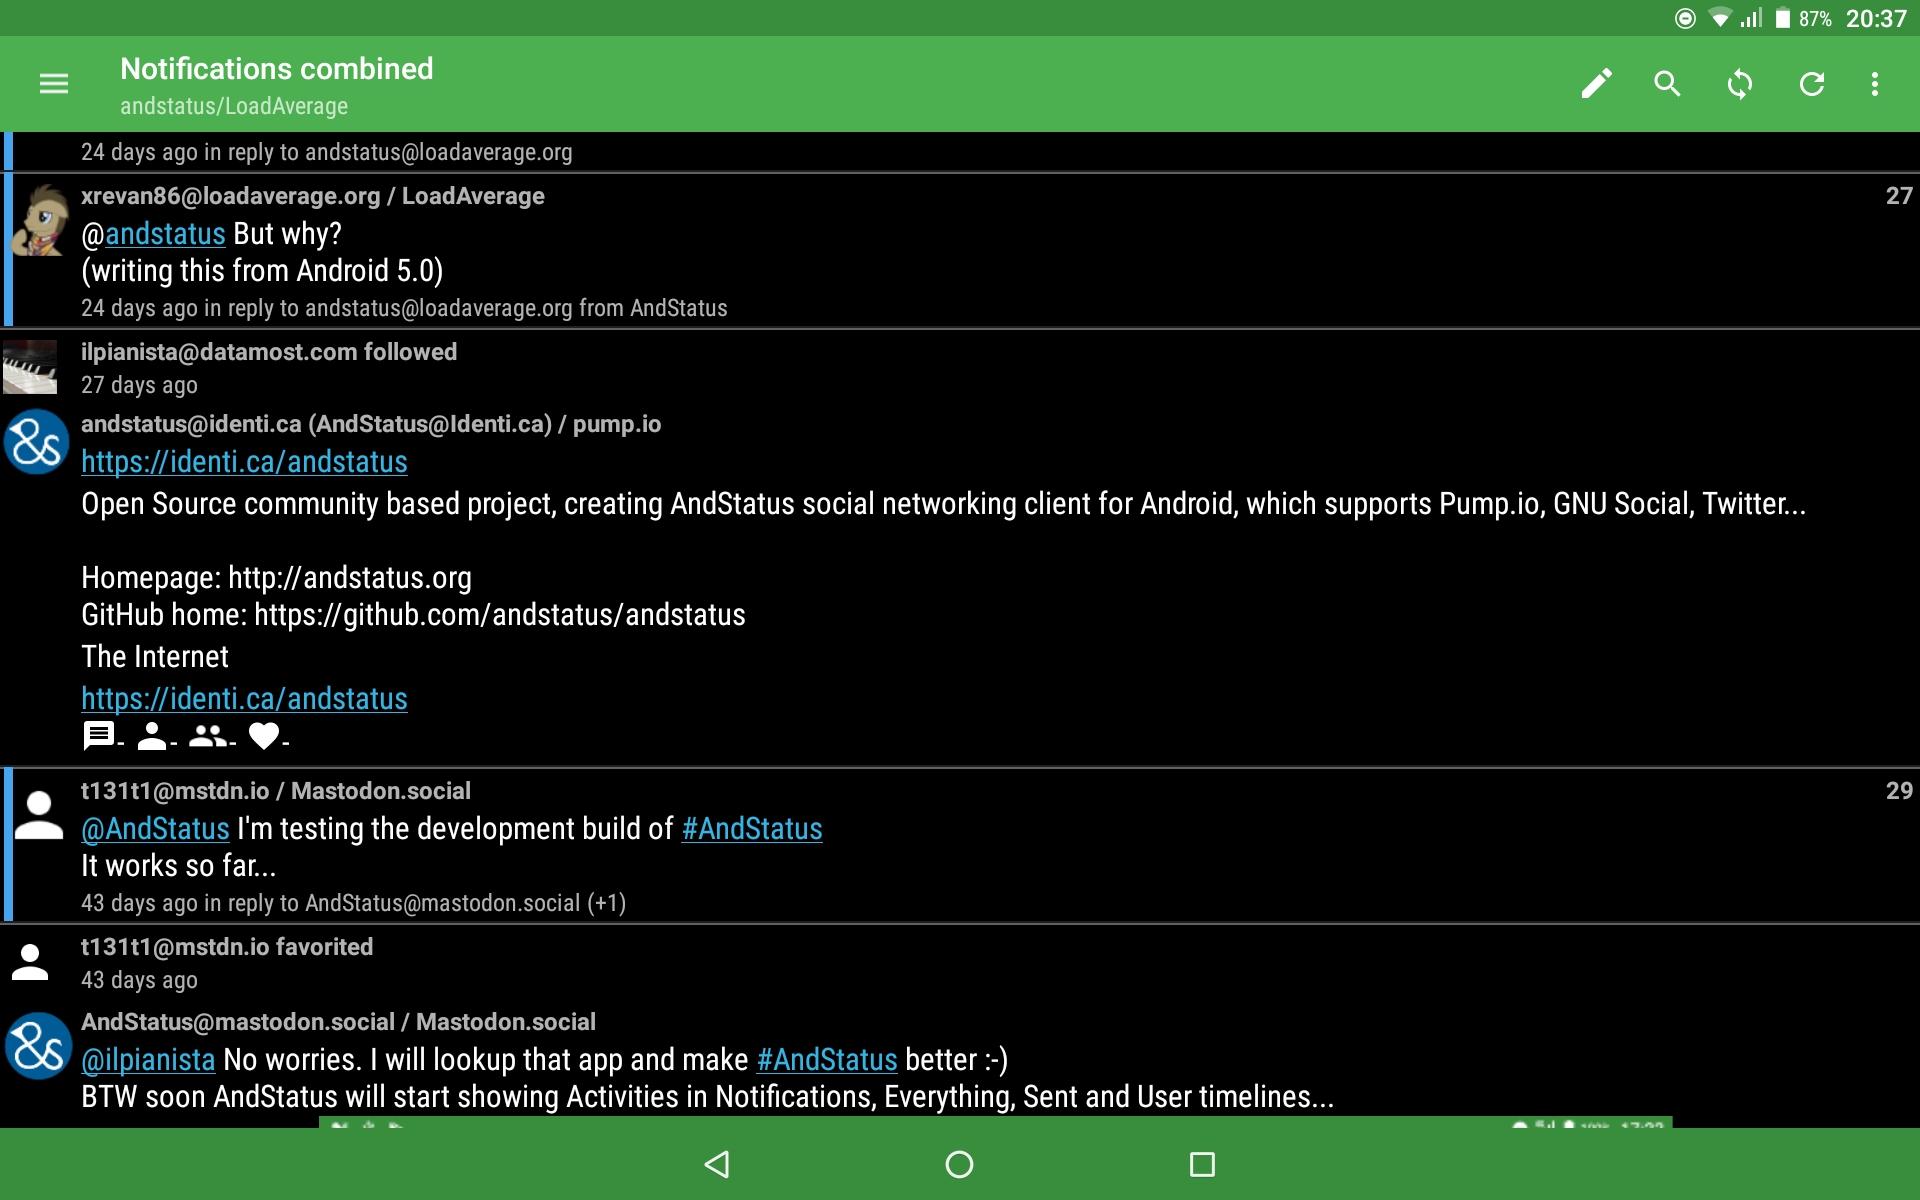 87% 20:37
Notifications combined
andstatus/LoadAverage
24 days ago in reply to andstatus@loadaverage.org
xrevan86@loadaverage.org / LoadAverage 27
@andstatus But why?
(writing this from Android 5.0)
24 days ago in reply to andstatus@loadaverage.org from AndStatus
ilpianista@datamost.com followed
27 days ago
andstatus@identi.ca (AndStatus@Identi.ca) / pump.io
https://identi.ca/andstatus
Open Source community based project, creating AndStatus social networking client for Android, which supports Pump.io, GNU Social, Twitter...
Homepage: http://andstatus.org
GitHub home: https://github.com/andstatus/andstatus
The Internet
https://identi.ca/andstatus
- - - -
t131t1@mstdn.io / Mastodon.social 29
@AndStatus I'm testing the development build of #AndStatus
It works so far...
43 days ago in reply to AndStatus@mastodon.social (+1)
t131t1@mstdn.io favorited
43 days ago
AndStatus@mastodon.social / Mastodon.social
@ilpianista No worries. I will lookup that app and make #AndStatus better :-)
BTW soon AndStatus will start showing Activities in Notifications, Everything, Sent and User timelines...